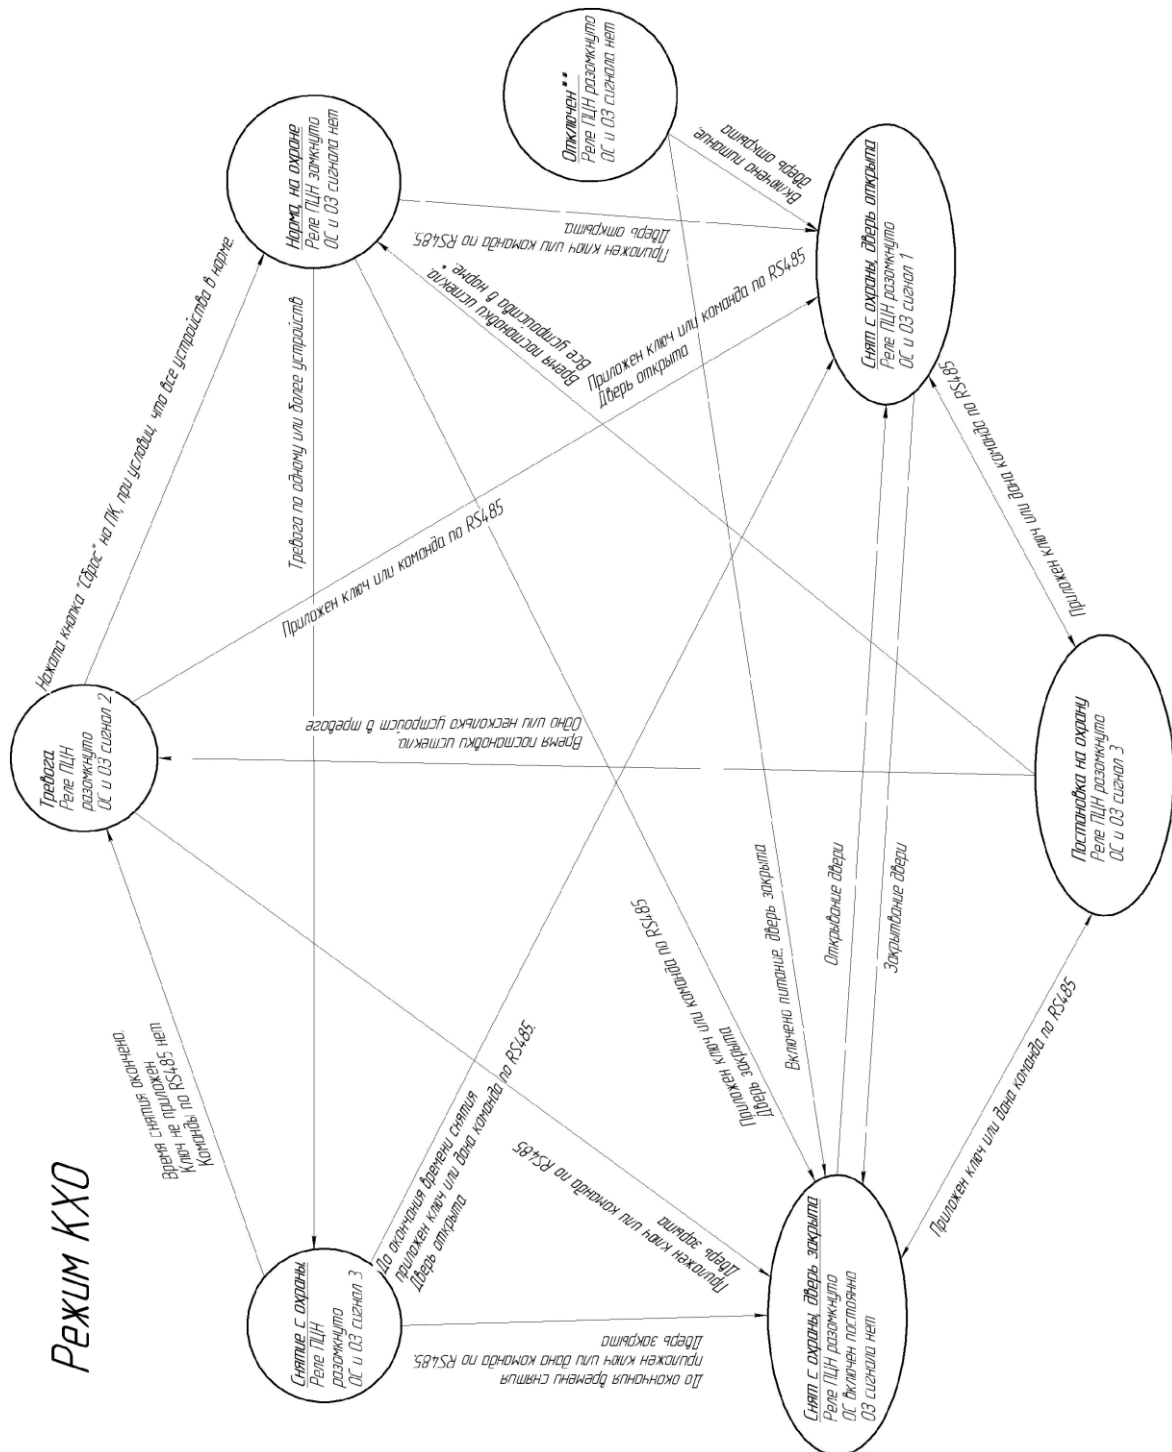 Режим КХО
Снятие с охраны
Реле ПЦН
разомкнуто
ОС и ОЗ сигнал 3
Время снятия окончено.
Ключ не приложен
Команды по RS485 нет
Тревога
Реле ПЦН
разомкнуто
ОС и ОЗ сигнал 2
Нажата кнопка "Сброс" на ПК, при условии, что все устройства в норме.
Норма, на охране
Реле ПЦН замкнуто
ОС и ОЗ сигнала нет
Тревога по одному или более устройств
Приложен ключ или команда по RS485.
Дверь открыта.
Отключен**
Реле ПЦН разомкнуто
ОС и ОЗ сигнала нет
Включено питание,
дверь открыта
Время постановки истекло.
Все устройства в норме. *
Приложен ключ или команда по RS485
Приложен ключ или команда по RS485
Дверь открыта
Снят с охраны, дверь открыта
Реле ПЦН разомкнуто
ОС и ОЗ сигнал 1
Время постановки истекло.
Одно или несколько устройств в тревоге
До окончания времени снятия
приложен ключ или дана команда по RS485.
Дверь открыта
До окончания времени снятия
приложен ключ или дана команда по RS485.
Дверь закрыта
Приложен ключ или команда по RS485
Дверь зарыта
Приложен ключ или команда по RS485
Дверь закрыта
Включено питание, дверь закрыта
Открывание двери
Закрытвание двери
Приложен ключ или дана команда по RS485
Снят с охраны, дверь закрыта
Реле ПЦН разомкнуто
ОС включен постоянно
ОЗ сигнала нет
Приложен ключ или дана команда по RS485
Постановка на охрану
Реле ПЦН разомкнуто
ОС и ОЗ сигнал 3